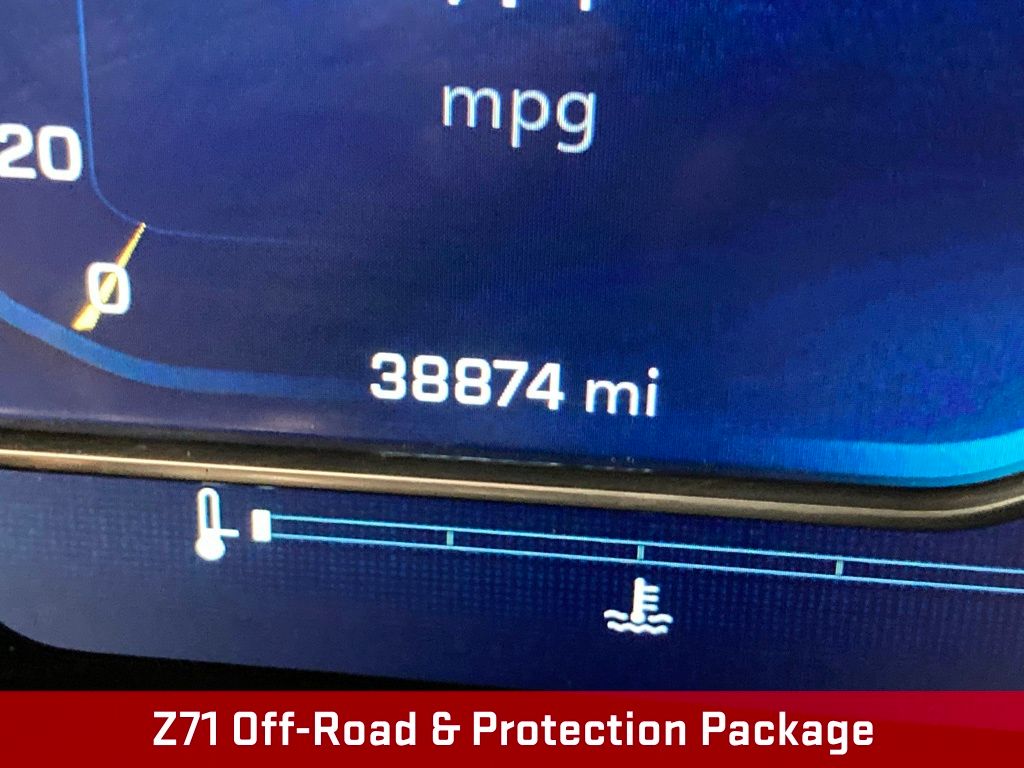 mpg
20
0
38874 mi
Z71 Off-Road & Protection Package